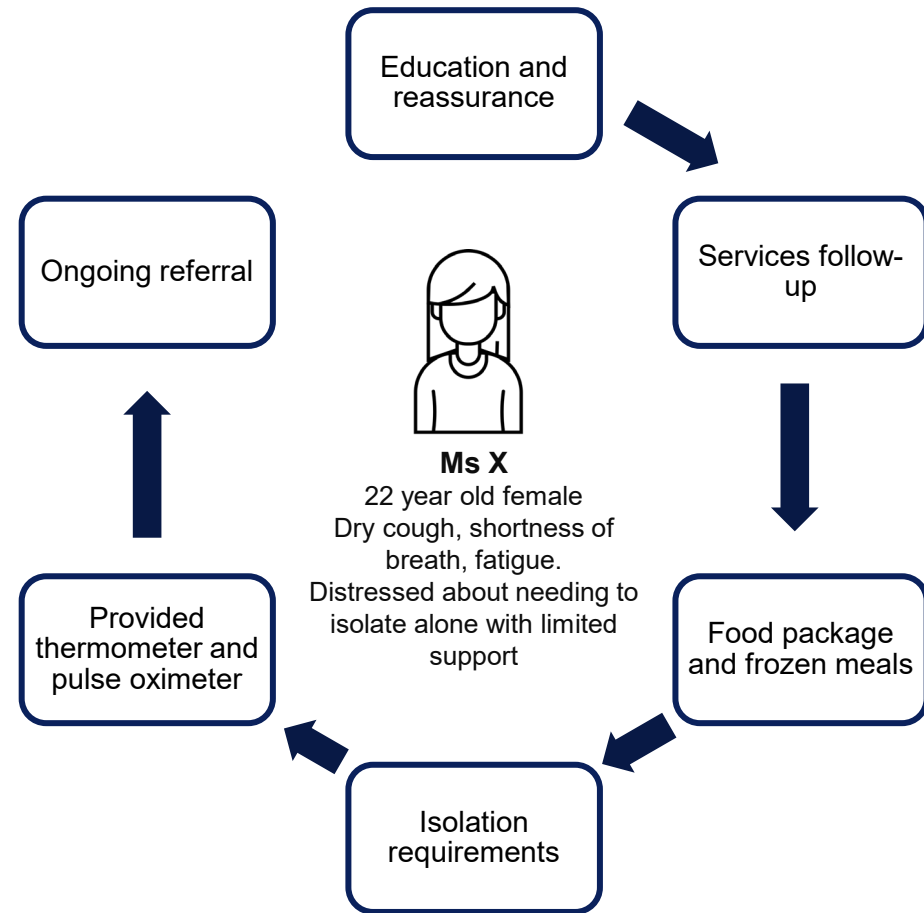 Education and
reassurance
Services follow-
up
Food package
and frozen meals
Isolation
requirements
Provided
thermometer and
pulse oximeter
Ongoing referral
Ms X
22 year old female
Dry cough, shortness of
breath, fatigue.
Distressed about needing to
isolate alone with limited
support